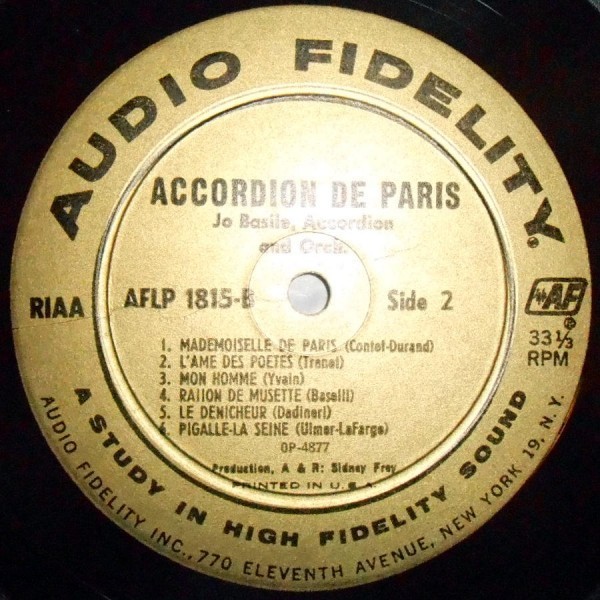 AUDIO FIDELITY®
ACCORDION DE PARIS
Jo Basile, Accordion
and Orch.
RIAA
AFLP 1815-B
Side 2
AF®
33 1/3
RPM
1. MADEMOISELLE DE PARIS (Contet-Durand)
2. L'AME DES POETES (Trenet)
3. MON HOMME (Yvain)
4. RATION DE MUSETTE (Baselli)
5. LE DENICHEUR (Dadineri)
6. PIGALLE-LA SEINE (Ulmer-LaFarge)
OP-4877
Production, A & R: Sidney Frey
PRINTED IN U.S.A.
A STUDY IN HIGH FIDELITY SOUND
AUDIO FIDELITY INC., 770 ELEVENTH AVENUE, NEW YORK 19, N.Y.